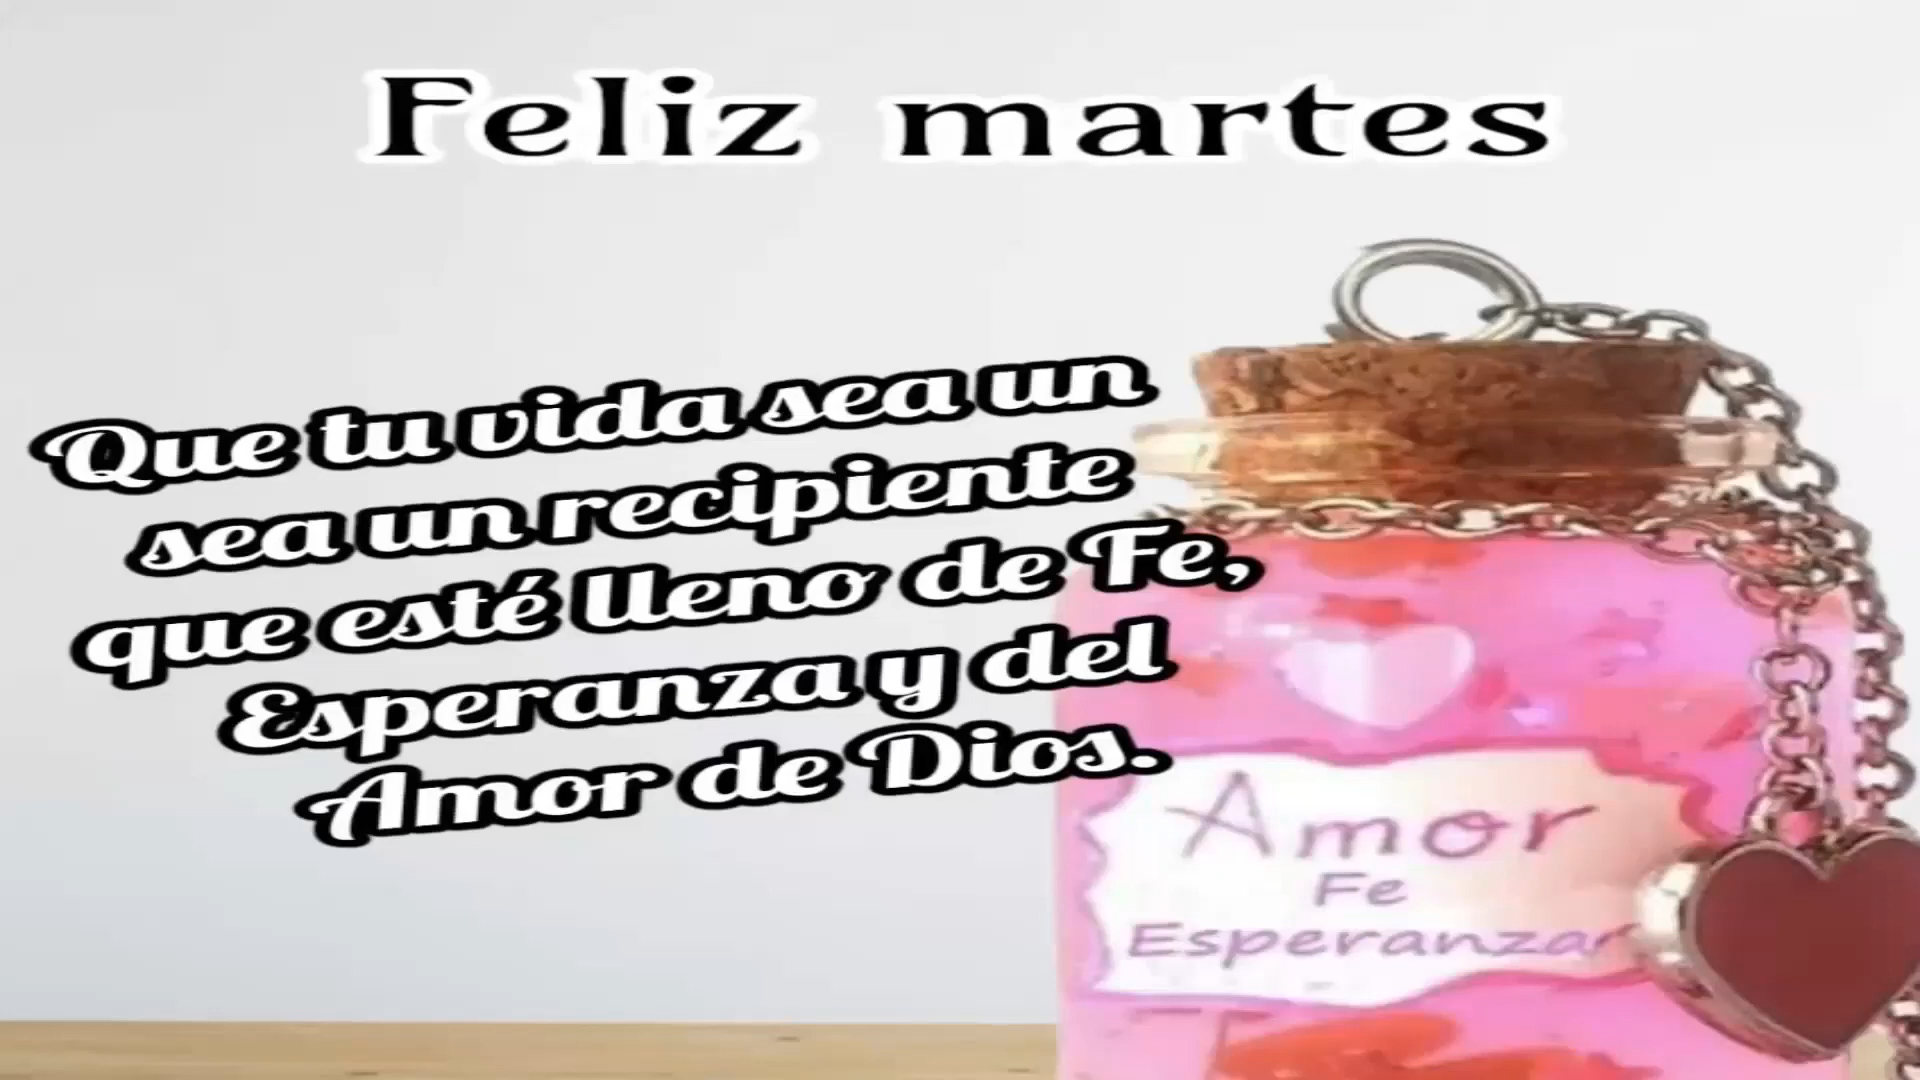 Feliz martes
Que tu vida sea un
sea un recipiente
que esté lleno de Fe,
Esperanza y del
Amor de Dios.
Amor
Fe
Esperanza